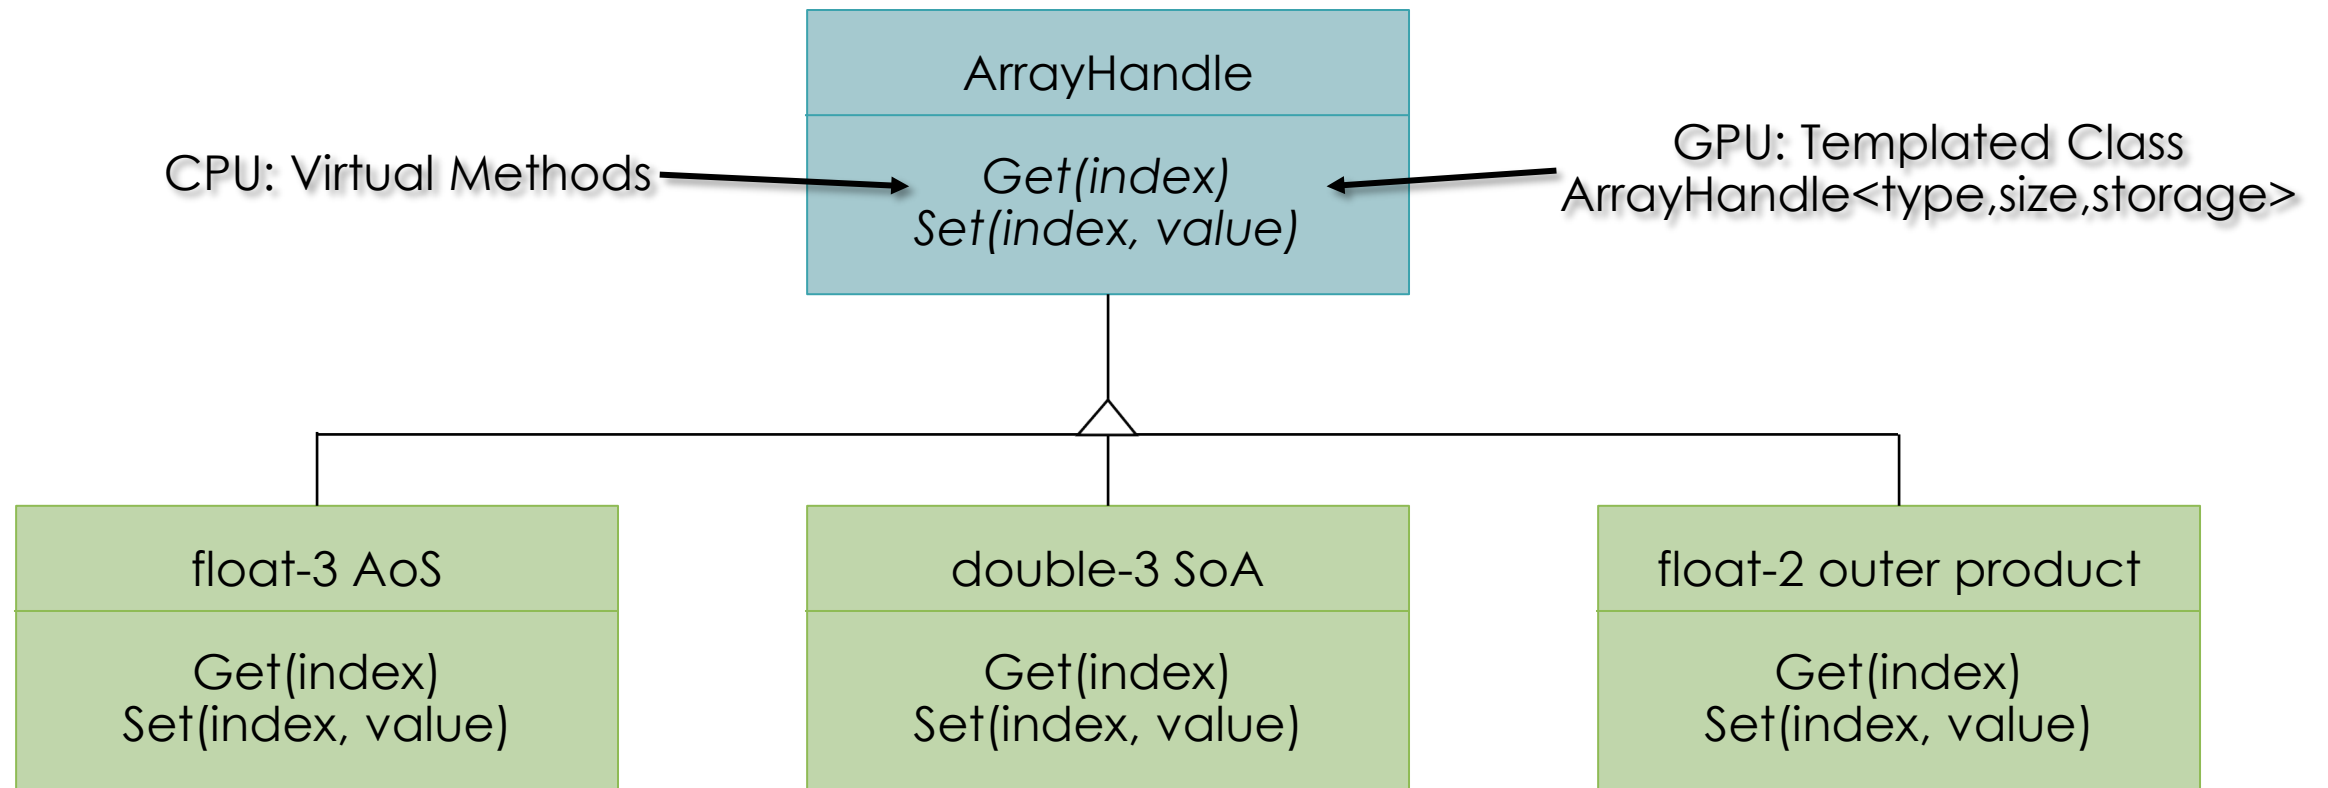 ArrayHandle
CPU: Virtual Methods
Get(index)
Set(index, value)
GPU: Templated Class
ArrayHandle<type,size,storage>
float-3 AoS
Get(index)
Set(index, value)
double-3 SoA
Get(index)
Set(index, value)
float-2 outer product
Get(index)
Set(index, value)